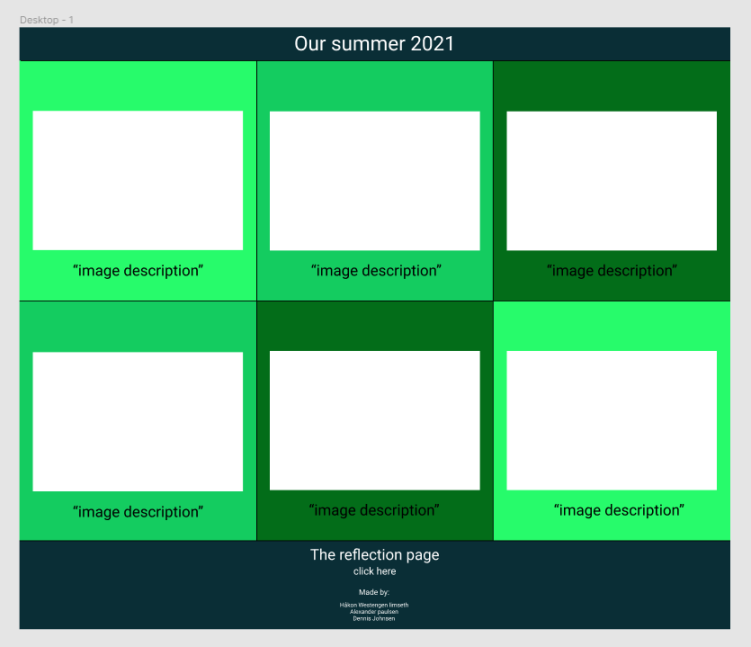 Desktop - 1
Our summer 2021
“image description” “image description” “image description”
“image description” “image description” “image description”
The reflection page
click here
Made by:
Håkon Westengen limseth
Alexander paulsen
Dennis Johnsen